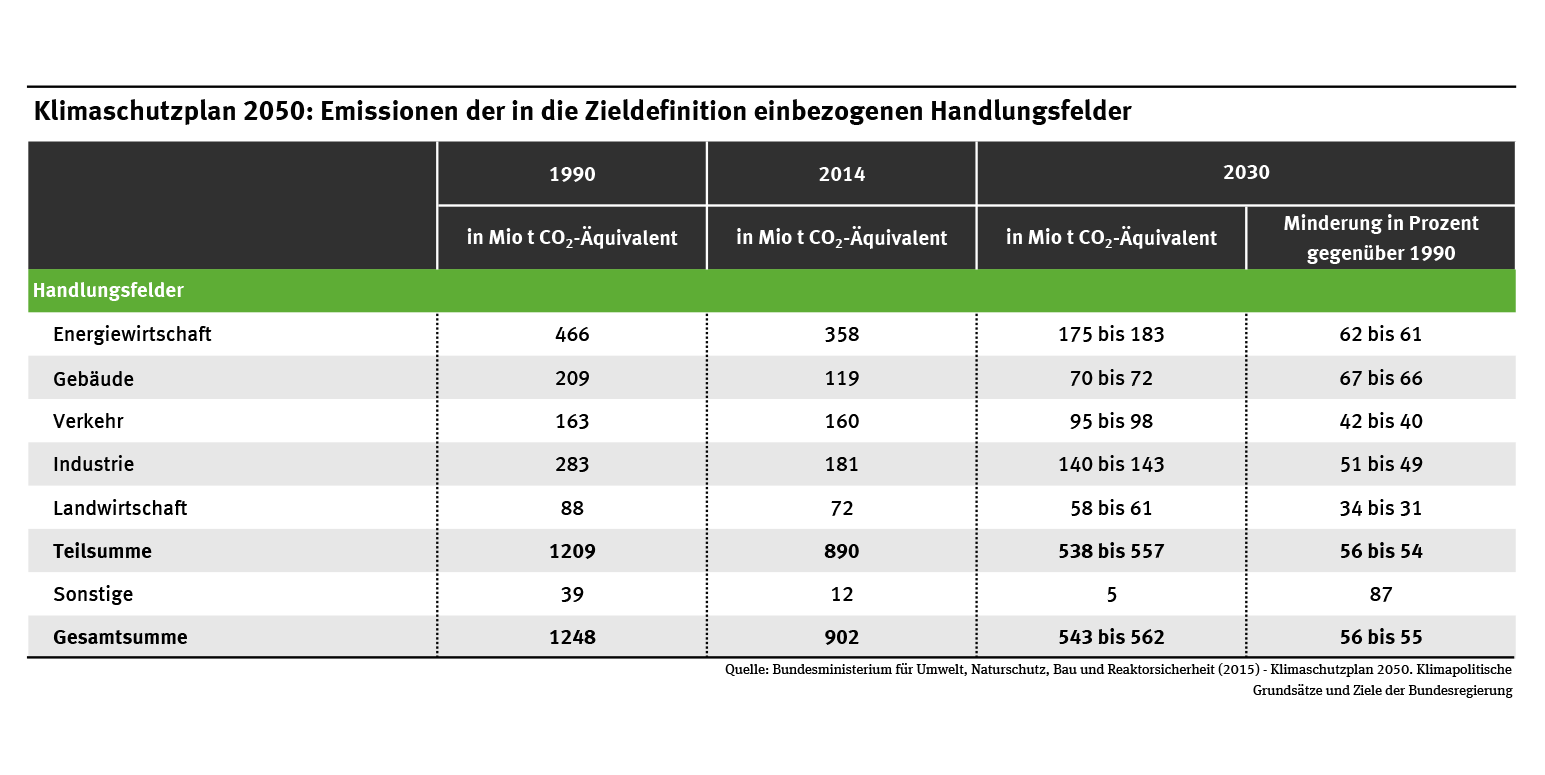 Klimaschutzplan 2050: Emissionen der in die Zieldefinition einbezogenen Handlungsfelder
1990 2014 2030
in Mio t CO₂-Äquivalent in Mio t CO₂-Äquivalent in Mio t CO₂-Äquivalent Minderung in Prozent
gegenüber 1990
Handlungsfelder
Energiewirtschaft 466 358 175 bis 183 62 bis 61
Gebäude 209 119 70 bis 72 67 bis 66
Verkehr 163 160 95 bis 98 42 bis 40
Industrie 283 181 140 bis 143 51 bis 49
Landwirtschaft 88 72 58 bis 61 34 bis 31
Teilsumme 1209 890 538 bis 557 56 bis 54
Sonstige 39 12 5 87
Gesamtsumme 1248 902 543 bis 562 56 bis 55
Quelle: Bundesministerium für Umwelt, Naturschutz, Bau und Reaktorsicherheit (2015) - Klimaschutzplan 2050. Klimapolitische
Grundsätze und Ziele der Bundesregierung